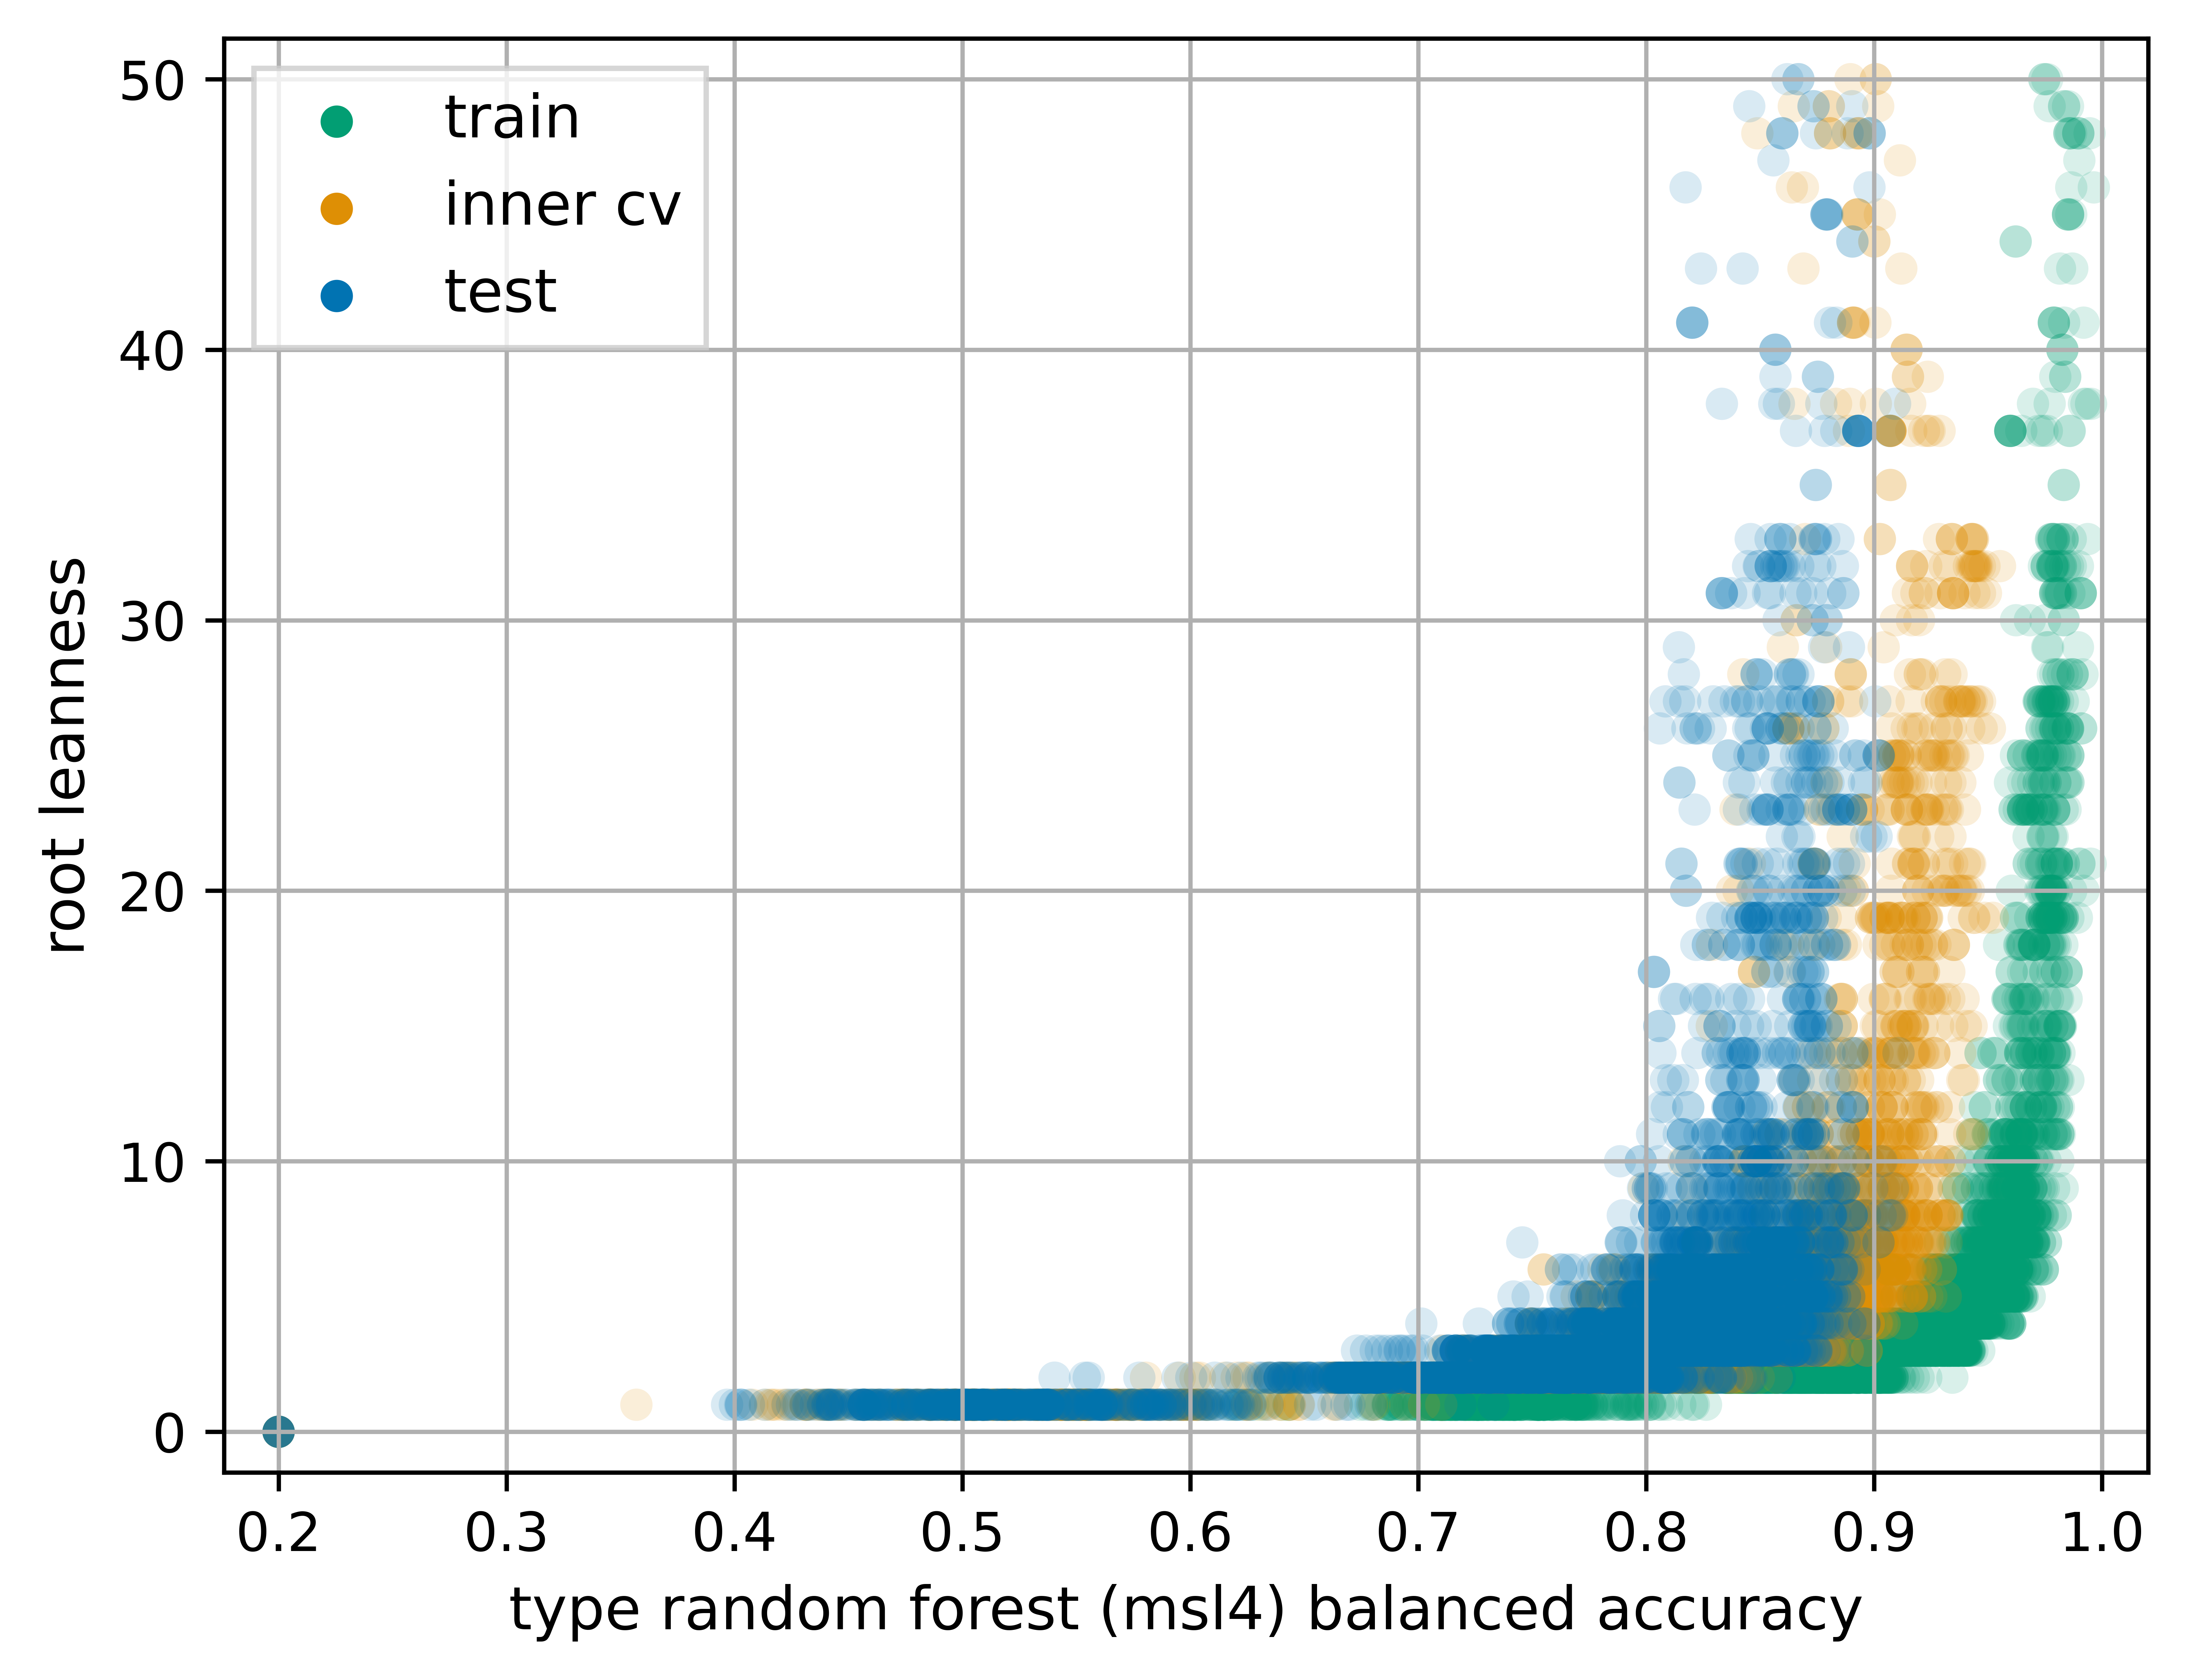 train
inner cv
test
50
40
30
20
10
0
root leanness
0.2 0.3 0.4 0.5 0.6 0.7 0.8 0.9 1.0
type random forest (msl4) balanced accuracy